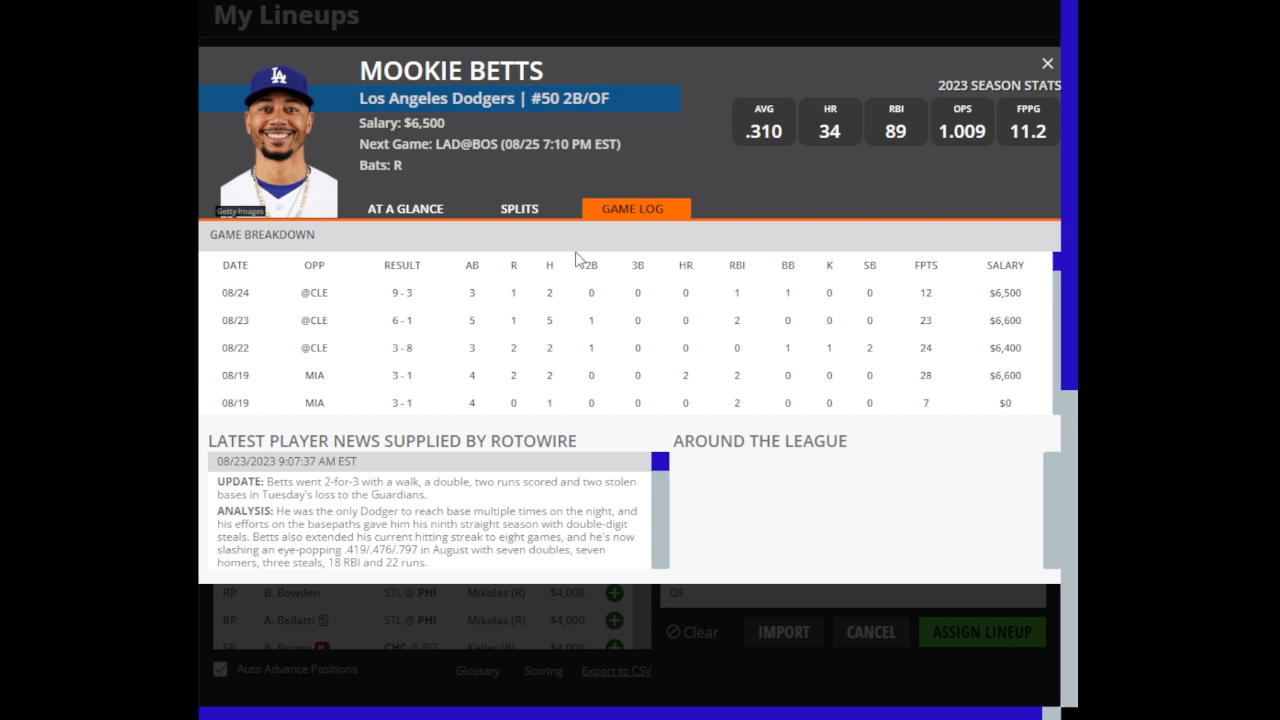 My Lineups
MOOKIE BETTS
Los Angeles Dodgers | #50 2B/OF
Salary: $6,500
Next Game: LAD@BOS (08/25 7:10 PM EST)
Bats: R
LA
Getty Images
2023 SEASON STATS
AVG HR RBI OPS FPPG
.310 34 89 1.009 11.2
AT A GLANCE SPLITS GAME LOG
GAME BREAKDOWN
DATE OPP RESULT AB R H 2B 3B HR RBI BB K SB FPTS SALARY
08/24 @CLE 9 - 3 3 1 2 0 0 0 1 1 0 0 12 $6,500
08/23 @CLE 6 - 1 5 1 5 1 0 0 2 0 0 0 23 $6,600
08/22 @CLE 3 - 8 3 2 2 1 0 0 0 1 1 2 24 $6,400
08/19 MIA 3 - 1 4 2 2 0 0 2 2 0 0 0 28 $6,600
08/19 MIA 3 - 1 4 0 1 0 0 0 2 0 0 0 7 $0
LATEST PLAYER NEWS SUPPLIED BY ROTOWIRE
08/23/2023 9:07:37 AM EST
UPDATE: Betts went 2-for-3 with a walk, a double, two runs scored and two stolen
bases in Tuesday's loss to the Guardians.
ANALYSIS: He was the only Dodger to reach base multiple times on the night, and
his efforts on the basepaths gave him his ninth straight season with double-digit
steals. Betts also extended his current hitting streak to eight games, and he's now
slashing an eye-popping .419/.476/.797 in August with seven doubles, seven
homers, three steals, 18 RBI and 22 runs.
AROUND THE LEAGUE
RP B. Bowden STL @ PHI Mikolas (R) $4,000
RP A. Bellatti STL @ PHI Mikolas (R) $4,000
SP B. Brown CHC @ PIT Keller (R) $4,000
OF
Clear IMPORT CANCEL ASSIGN LINEUP
Auto Advance Positions Glossary Scoring Export to CSV